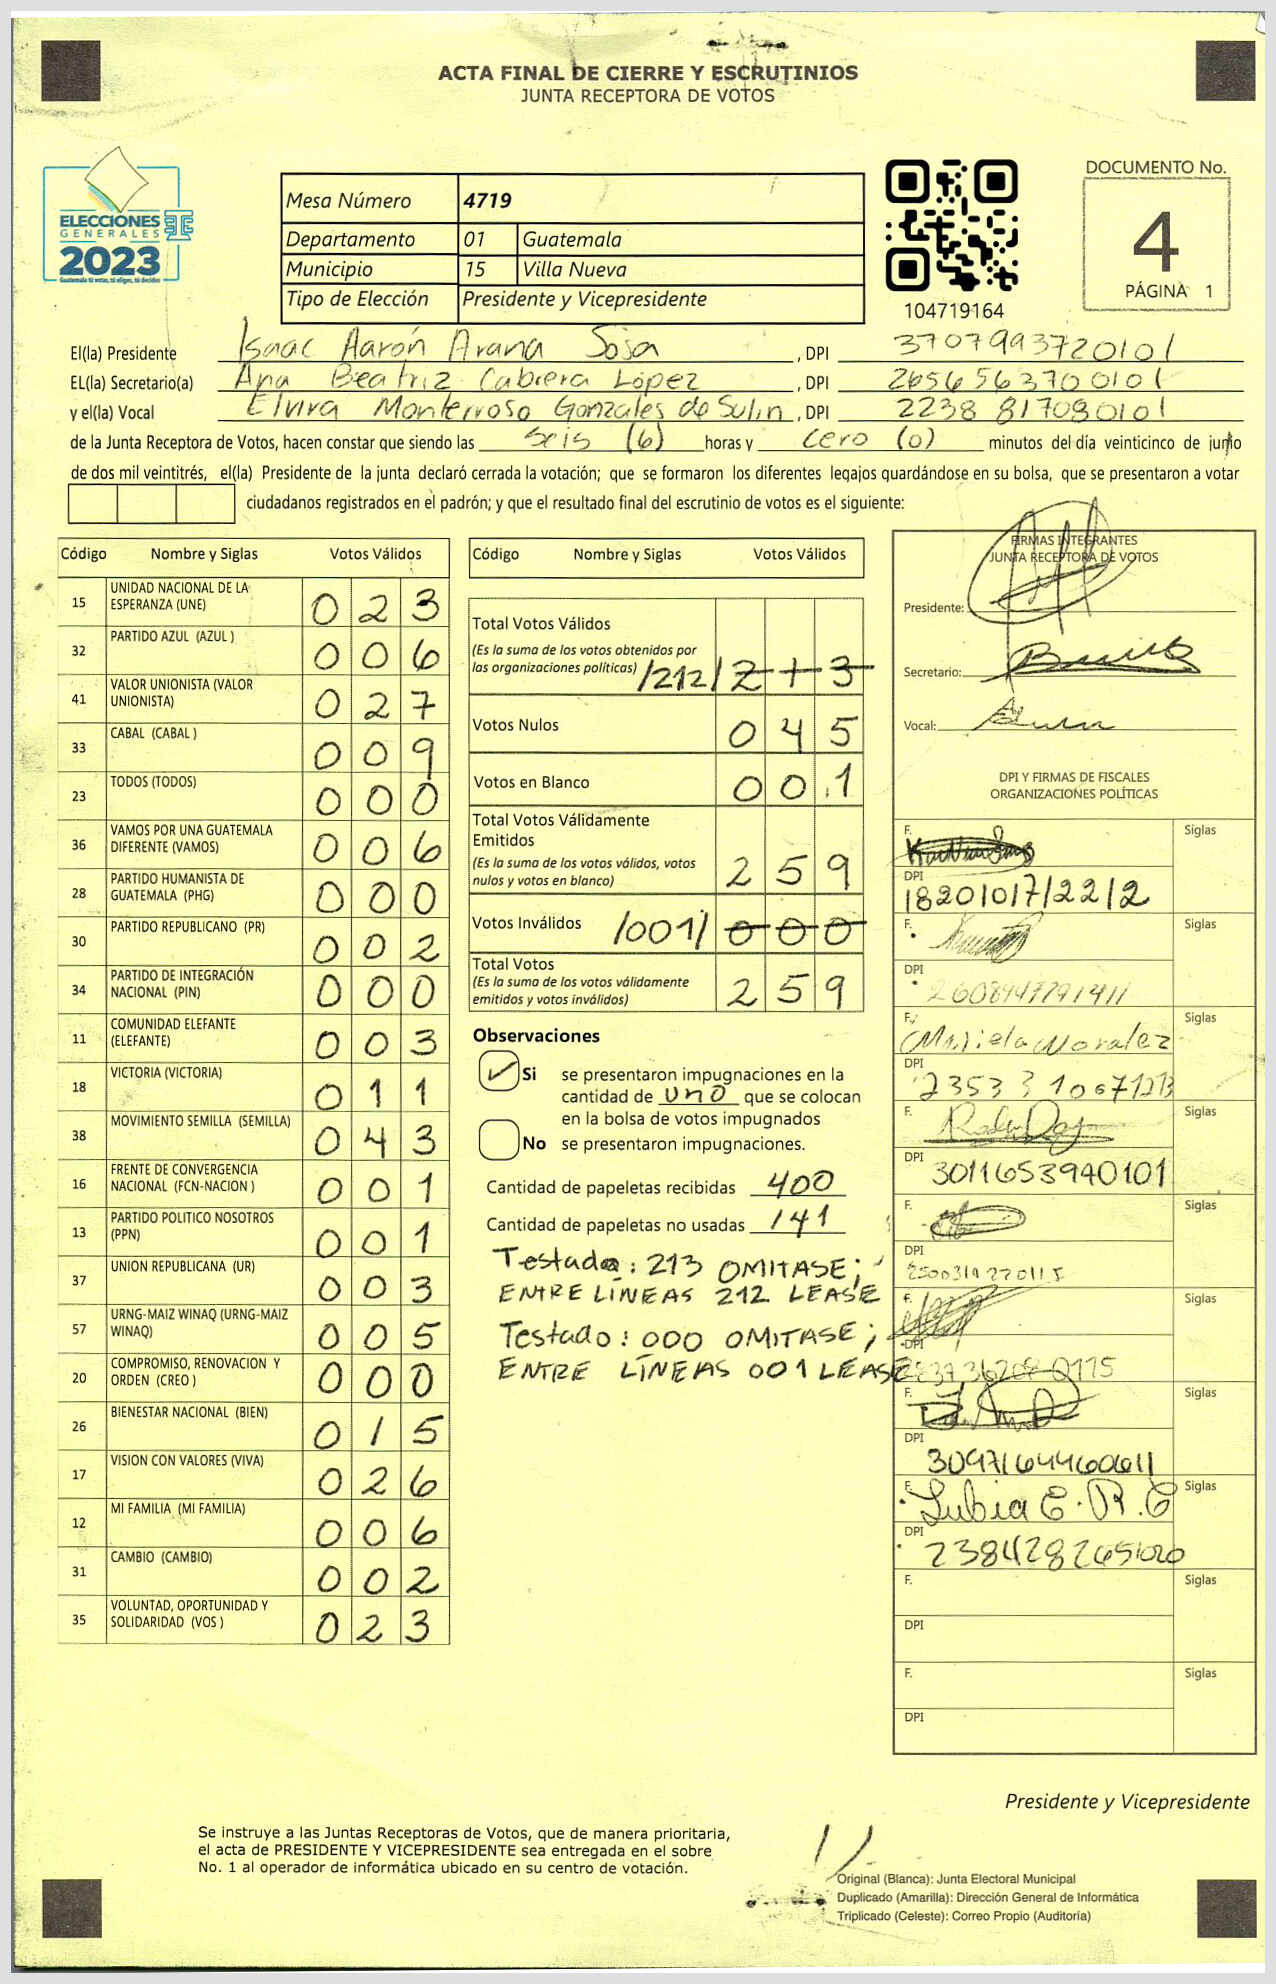 ACTA FINAL DE CIERRE Y ESCRUTINIOS
JUNTA RECEPTORA DE VOTOS
ELECCIONES
GENERALES
2023
Guatemala tú votas, tú eliges, tú decides
Mesa Número 4719
Departamento 01 Guatemala
Municipio 15 Villa Nueva
Tipo de Elección Presidente y Vicepresidente
104719164
DOCUMENTO No.
4
PÁGINA 1
El(la) Presidente Isaac Aarón Arana Sosa, DPI 3707993720101
EL(la) Secretario(a) Ana Beatriz Cabrera López, DPI 2656563700101
y el(la) Vocal Elvira Monterroso Gonzales de Sulin, DPI 2238 817080101
de la Junta Receptora de Votos, hacen constar que siendo las seis (6) horas y cero (0) minutos del día veinticinco de junio
de dos mil veintitrés, el(la) Presidente de la junta declaró cerrada la votación; que se formaron los diferentes legajos guardándose en su bolsa, que se presentaron a votar
ciudadanos registrados en el padrón; y que el resultado final del escrutinio de votos es el siguiente:
Código Nombre y Siglas Votos Válidos
15 UNIDAD NACIONAL DE LA ESPERANZA (UNE) 0 2 3
32 PARTIDO AZUL (AZUL ) 0 0 6
41 VALOR UNIONISTA (VALOR UNIONISTA) 0 2 7
33 CABAL (CABAL ) 0 0 9
23 TODOS (TODOS) 0 0 0
36 VAMOS POR UNA GUATEMALA DIFERENTE (VAMOS) 0 0 6
28 PARTIDO HUMANISTA DE GUATEMALA (PHG) 0 0 0
30 PARTIDO REPUBLICANO (PR) 0 0 2
34 PARTIDO DE INTEGRACIÓN NACIONAL (PIN) 0 0 0
11 COMUNIDAD ELEFANTE (ELEFANTE) 0 0 3
18 VICTORIA (VICTORIA) 0 1 1
38 MOVIMIENTO SEMILLA (SEMILLA) 0 4 3
16 FRENTE DE CONVERGENCIA NACIONAL (FCN-NACION ) 0 0 1
13 PARTIDO POLITICO NOSOTROS (PPN) 0 0 1
37 UNION REPUBLICANA (UR) 0 0 3
57 URNG-MAIZ WINAQ (URNG-MAIZ WINAQ) 0 0 5
20 COMPROMISO, RENOVACION Y ORDEN (CREO ) 0 0 0
26 BIENESTAR NACIONAL (BIEN) 0 1 5
17 VISION CON VALORES (VIVA) 0 2 6
12 MI FAMILIA (MI FAMILIA) 0 0 6
31 CAMBIO (CAMBIO) 0 0 2
35 VOLUNTAD, OPORTUNIDAD Y SOLIDARIDAD (VOS ) 0 2 3
Código Nombre y Siglas Votos Válidos
Total Votos Válidos
(Es la suma de los votos obtenidos por
las organizaciones políticas) /212/ 2 1 3
Votos Nulos 0 4 5
Votos en Blanco 0 0 1
Total Votos Válidamente
Emitidos
(Es la suma de los votos válidos, votos
nulos y votos en blanco) 2 5 9
Votos Inválidos /001/ 0 0 0
Total Votos
(Es la suma de los votos válidamente
emitidos y votos inválidos) 2 5 9
Observaciones
Si se presentaron impugnaciones en la
cantidad de uno que se colocan
en la bolsa de votos impugnados
No se presentaron impugnaciones.
Cantidad de papeletas recibidas 400
Cantidad de papeletas no usadas 141
Testado: 213 OMITASE;
ENTRE LÍNEAS 212 LEASE
Testado: 000 OMITASE;
ENTRE LÍNEAS 001 LEASE
FIRMAS INTEGRANTES
JUNTA RECEPTORA DE VOTOS
Presidente:
Secretario:
Vocal:
DPI Y FIRMAS DE FISCALES
ORGANIZACIONES POLÍTICAS
F. Siglas
DPI
18201017/22/2
F. Siglas
DPI
2608947791411
F. Mariela Morales Siglas
DPI
F. Siglas
DPI
3011653940101
F. Siglas
DPI
F. Siglas
DPI
F. Siglas
DPI
3097164460611
F. Lubia E. R. C Siglas
DPI
F. Siglas
DPI
F. Siglas
DPI
Presidente y Vicepresidente
Se instruye a las Juntas Receptoras de Votos, que de manera prioritaria,
el acta de PRESIDENTE Y VICEPRESIDENTE sea entregada en el sobre
No. 1 al operador de informática ubicado en su centro de votación.
Original (Blanca): Junta Electoral Municipal
Duplicado (Amarilla): Dirección General de Informática
Triplicado (Celeste): Correo Propio (Auditoría)